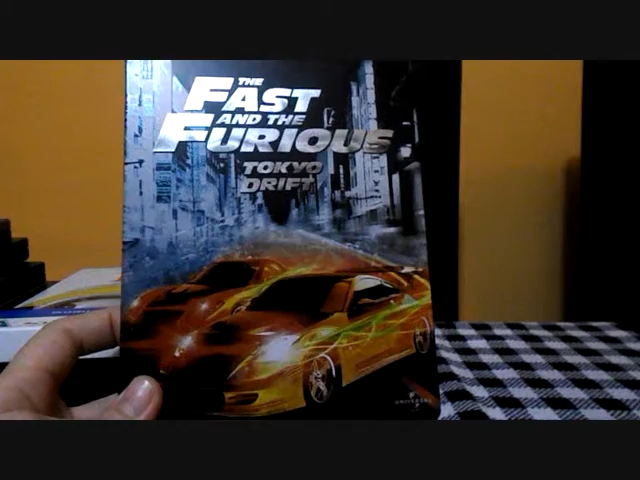 THE
FAST
AND THE
FURIOUS
TOKYO
DRIFT
UNIVERSAL